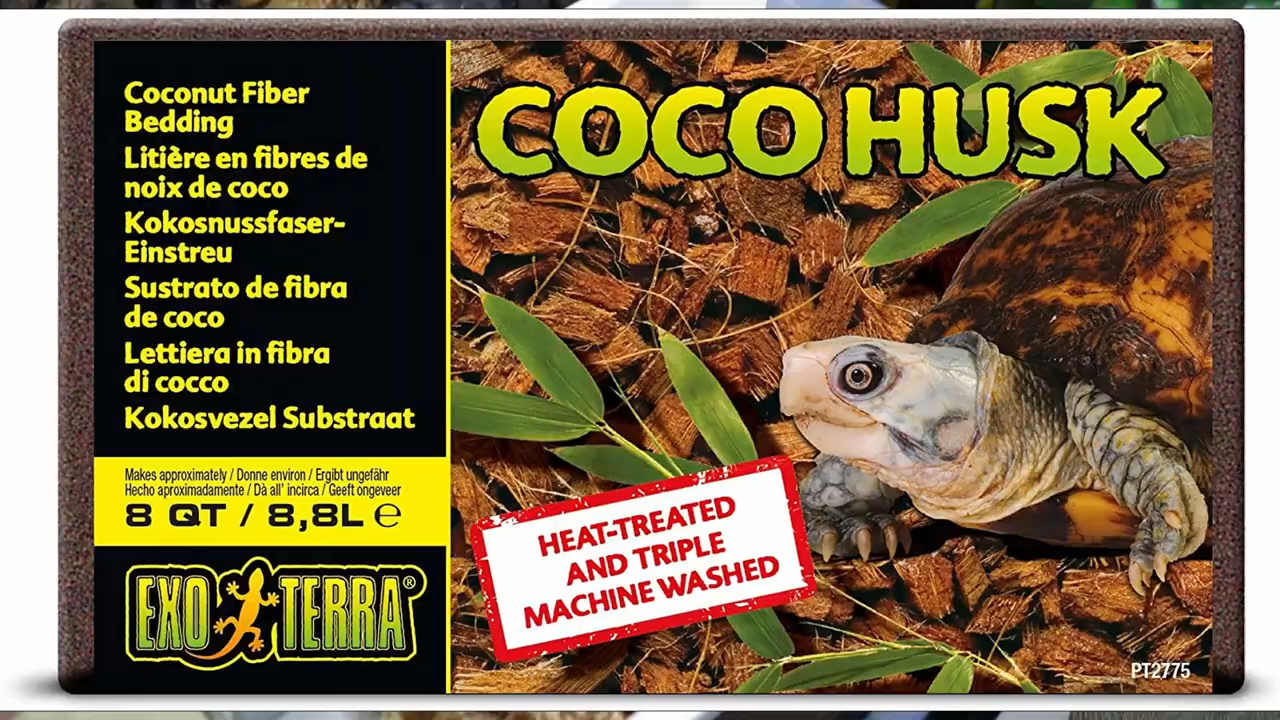 Coconut Fiber
Bedding
Litière en fibres de
noix de coco
Kokosnussfaser-
Einstreu
Sustrato de fibra
de coco
Lettiera in fibra
di cocco
Kokosvezel Substraat
Makes approximately / Donne environ / Ergibt ungefähr
Hecho aproximadamente / Dà all' incirca / Geeft ongeveer
8 QT / 8,8L ℮
EXO TERRA®
COCO HUSK
HEAT-TREATED
AND TRIPLE
MACHINE WASHED
PT2775